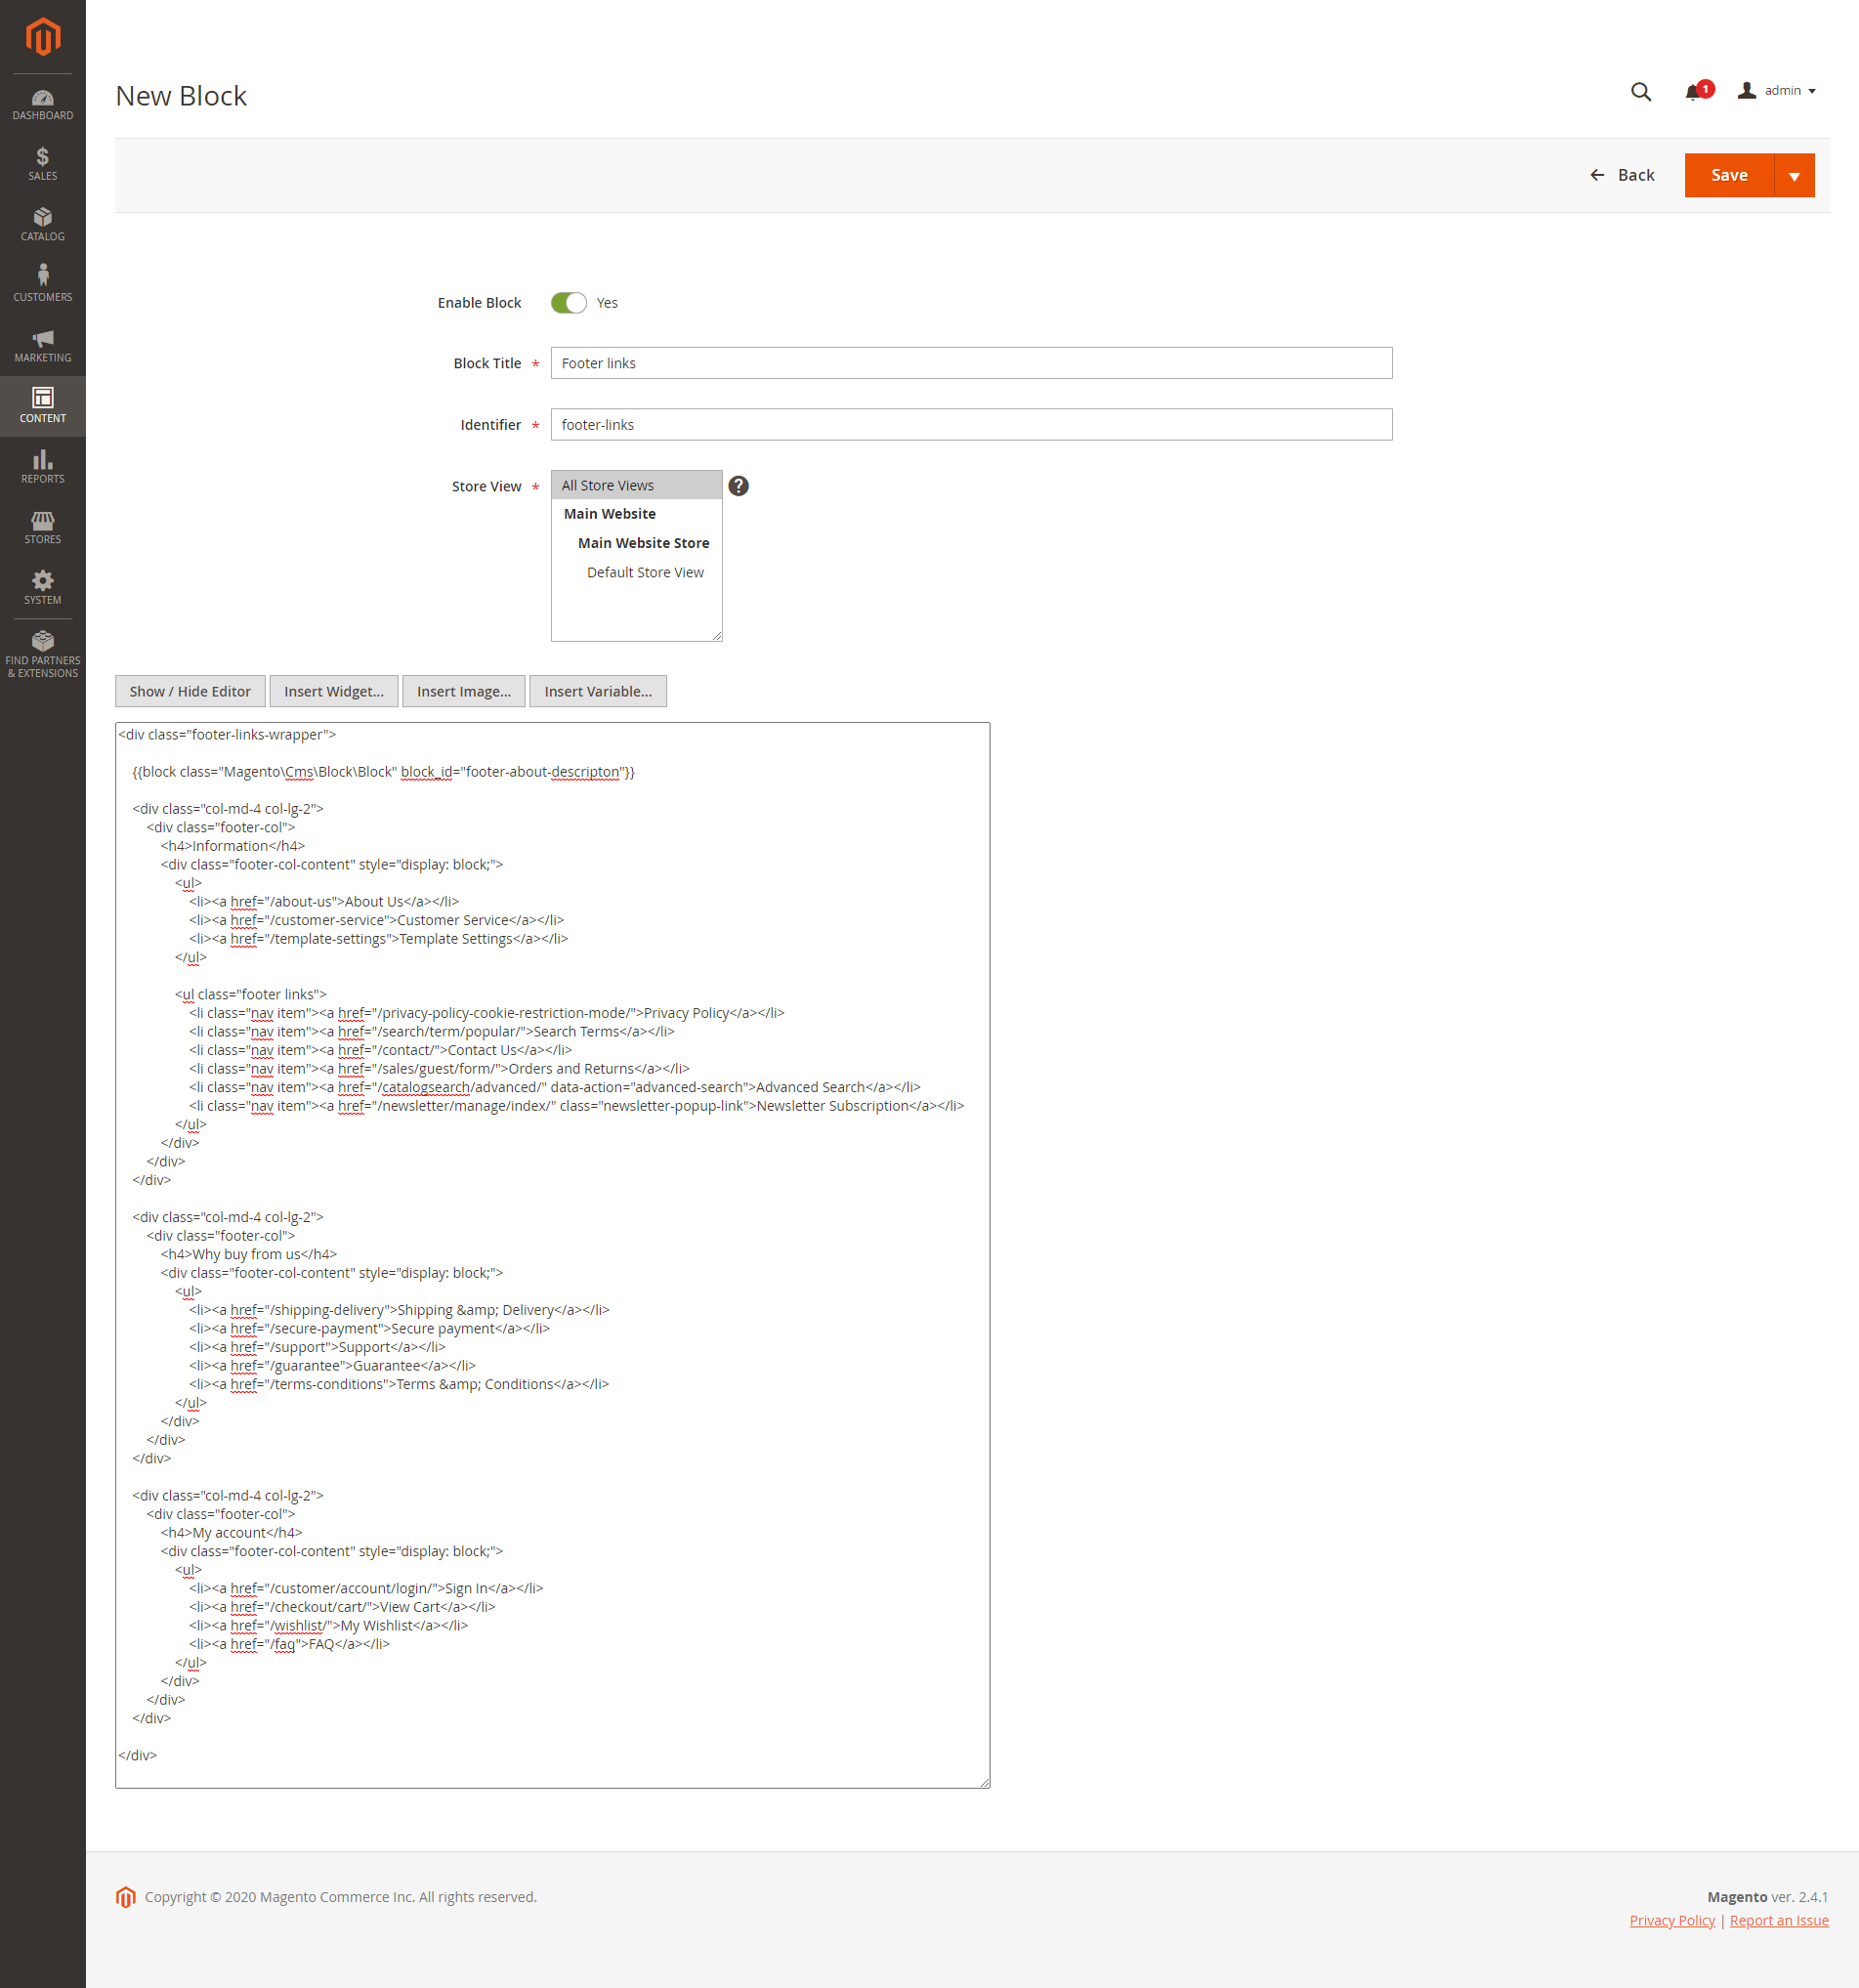 New Block
1
admin
Back
Save
DASHBOARD
SALES
CATALOG
CUSTOMERS
MARKETING
CONTENT
REPORTS
STORES
SYSTEM
FIND PARTNERS
& EXTENSIONS
Enable Block Yes
Block Title * Footer links
Identifier * footer-links
Store View * All Store Views ?
Main Website
Main Website Store
Default Store View
Show / Hide Editor Insert Widget... Insert Image... Insert Variable...
<div class="footer-links-wrapper">
{{block class="Magento\Cms\Block\Block" block_id="footer-about-descripton"}}
<div class="col-md-4 col-lg-2">
<div class="footer-col">
<h4>Information</h4>
<div class="footer-col-content" style="display: block;">
<ul>
<li><a href="/about-us">About Us</a></li>
<li><a href="/customer-service">Customer Service</a></li>
<li><a href="/template-settings">Template Settings</a></li>
</ul>
<ul class="footer links">
<li class="nav item"><a href="/privacy-policy-cookie-restriction-mode/">Privacy Policy</a></li>
<li class="nav item"><a href="/search/term/popular/">Search Terms</a></li>
<li class="nav item"><a href="/contact/">Contact Us</a></li>
<li class="nav item"><a href="/sales/guest/form/">Orders and Returns</a></li>
<li class="nav item"><a href="/catalogsearch/advanced/" data-action="advanced-search">Advanced Search</a></li>
<li class="nav item"><a href="/newsletter/manage/index/" class="newsletter-popup-link">Newsletter Subscription</a></li>
</ul>
</div>
</div>
</div>
<div class="col-md-4 col-lg-2">
<div class="footer-col">
<h4>Why buy from us</h4>
<div class="footer-col-content" style="display: block;">
<ul>
<li><a href="/shipping-delivery">Shipping &amp; Delivery</a></li>
<li><a href="/secure-payment">Secure payment</a></li>
<li><a href="/support">Support</a></li>
<li><a href="/guarantee">Guarantee</a></li>
<li><a href="/terms-conditions">Terms &amp; Conditions</a></li>
</ul>
</div>
</div>
</div>
<div class="col-md-4 col-lg-2">
<div class="footer-col">
<h4>My account</h4>
<div class="footer-col-content" style="display: block;">
<ul>
<li><a href="/customer/account/login/">Sign In</a></li>
<li><a href="/checkout/cart/">View Cart</a></li>
<li><a href="/wishlist/">My Wishlist</a></li>
<li><a href="/faq">FAQ</a></li>
</ul>
</div>
</div>
</div>
</div>
Copyright © 2020 Magento Commerce Inc. All rights reserved.
Magento ver. 2.4.1
Privacy Policy | Report an Issue